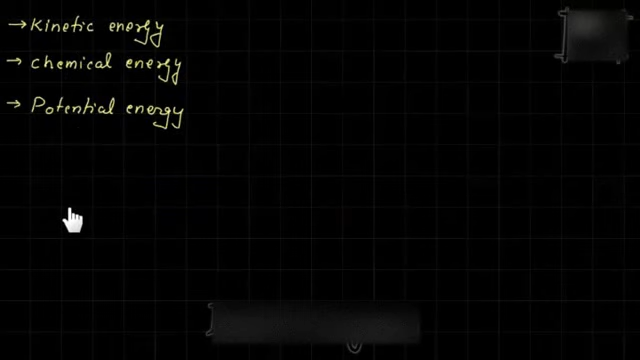 → Kinetic energy
→ chemical energy
→ Potential energy